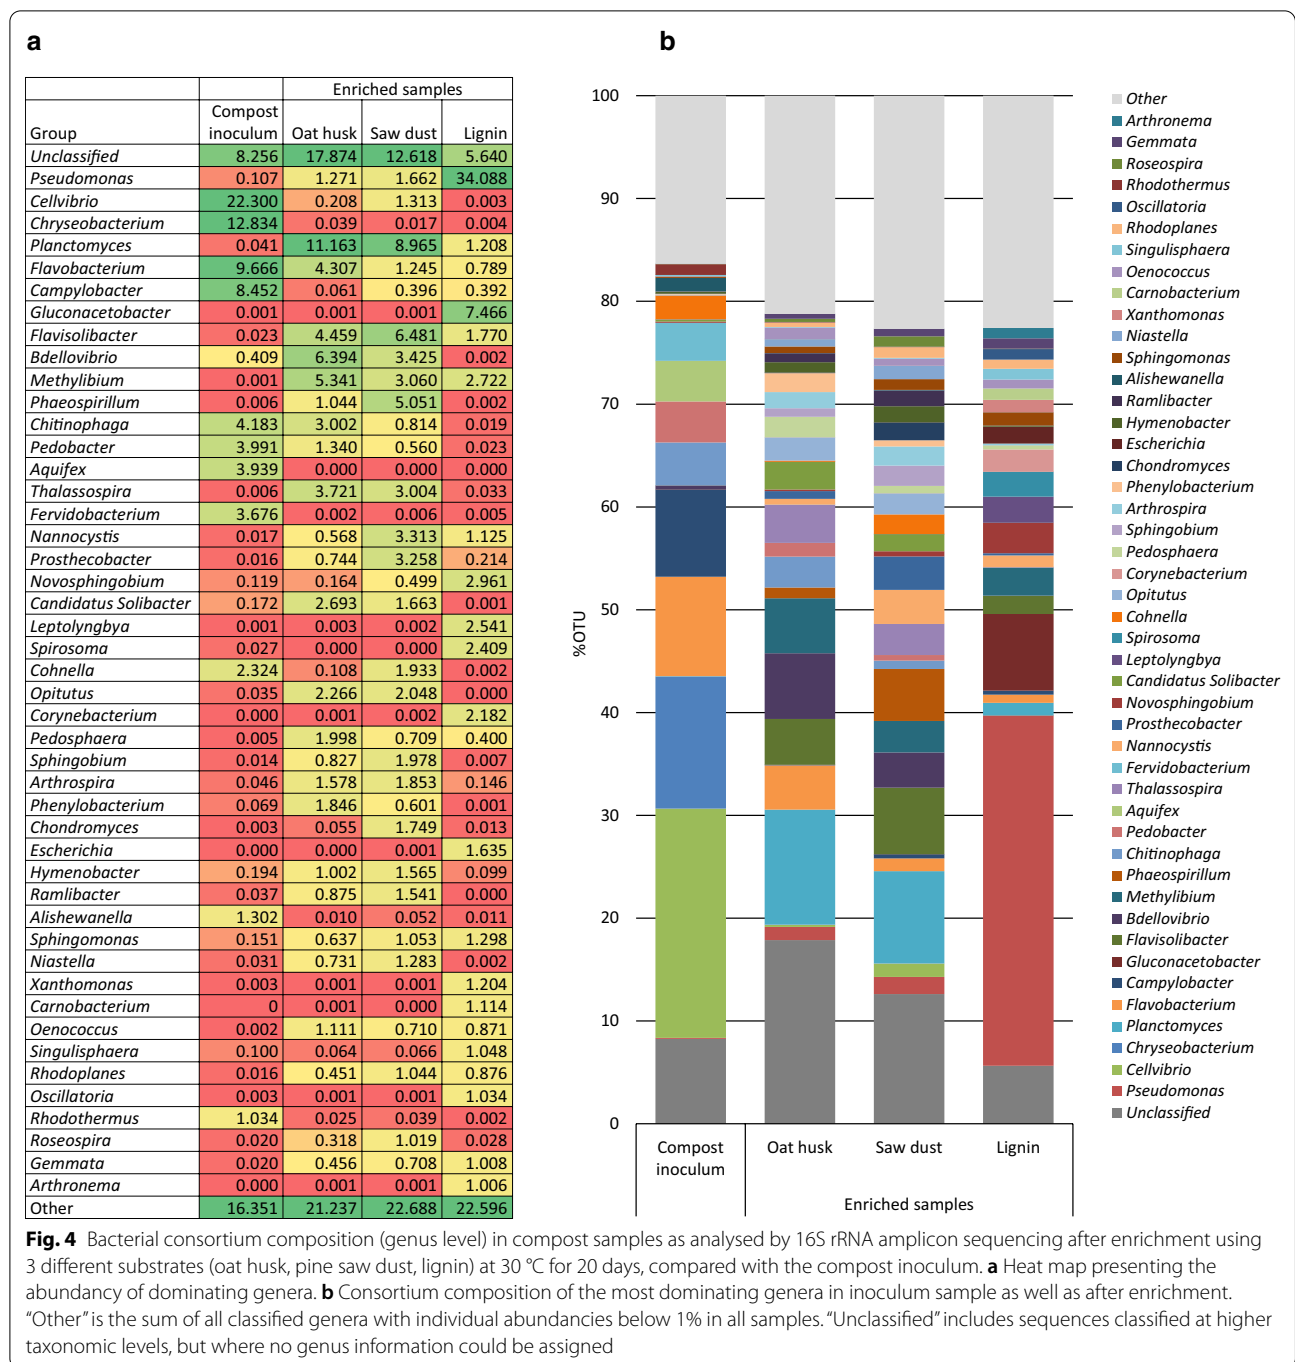 a
Enriched samples
Group Compost inoculum Oat husk Saw dust Lignin
Unclassified 8.256 17.874 12.618 5.640
Pseudomonas 0.107 1.271 1.662 34.088
Cellvibrio 22.300 0.208 1.313 0.003
Chryseobacterium 12.834 0.039 0.017 0.004
Planctomyces 0.041 11.163 8.965 1.208
Flavobacterium 9.666 4.307 1.245 0.789
Campylobacter 8.452 0.061 0.396 0.392
Gluconacetobacter 0.001 0.001 0.001 7.466
Flavisolibacter 0.023 4.459 6.481 1.770
Bdellovibrio 0.409 6.394 3.425 0.002
Methylibium 0.001 5.341 3.060 2.722
Phaeospirillum 0.006 1.044 5.051 0.002
Chitinophaga 4.183 3.002 0.814 0.019
Pedobacter 3.991 1.340 0.560 0.023
Aquifex 3.939 0.000 0.000 0.000
Thalassospira 0.006 3.721 3.004 0.033
Fervidobacterium 3.676 0.002 0.006 0.005
Nannocystis 0.017 0.568 3.313 1.125
Prosthecobacter 0.016 0.744 3.258 0.214
Novosphingobium 0.119 0.164 0.499 2.961
Candidatus Solibacter 0.172 2.693 1.663 0.001
Leptolyngbya 0.001 0.003 0.002 2.541
Spirosoma 0.027 0.000 0.000 2.409
Cohnella 2.324 0.108 1.933 0.002
Opitutus 0.035 2.266 2.048 0.000
Corynebacterium 0.000 0.001 0.002 2.182
Pedosphaera 0.005 1.998 0.709 0.400
Sphingobium 0.014 0.827 1.978 0.007
Arthrospira 0.046 1.578 1.853 0.146
Phenylobacterium 0.069 1.846 0.601 0.001
Chondromyces 0.003 0.055 1.749 0.013
Escherichia 0.000 0.000 0.001 1.635
Hymenobacter 0.194 1.002 1.565 0.099
Ramlibacter 0.037 0.875 1.541 0.000
Alishewanella 1.302 0.010 0.052 0.011
Sphingomonas 0.151 0.637 1.053 1.298
Niastella 0.031 0.731 1.283 0.002
Xanthomonas 0.003 0.001 0.001 1.204
Carnobacterium 0 0.001 0.000 1.114
Oenococcus 0.002 1.111 0.710 0.871
Singulisphaera 0.100 0.064 0.066 1.048
Rhodoplanes 0.016 0.451 1.044 0.876
Oscillatoria 0.003 0.001 0.001 1.034
Rhodothermus 1.034 0.025 0.039 0.002
Roseospira 0.020 0.318 1.019 0.028
Gemmata 0.020 0.456 0.708 1.008
Arthronema 0.000 0.001 0.001 1.006
Other 16.351 21.237 22.688 22.596
b
%OTU
100
90
80
70
60
50
40
30
20
10
0
Compost
inoculum
Oat husk
Saw dust
Lignin
Enriched samples
Other
Arthronema
Gemmata
Roseospira
Rhodothermus
Oscillatoria
Rhodoplanes
Singulisphaera
Oenococcus
Carnobacterium
Xanthomonas
Niastella
Sphingomonas
Alishewanella
Ramlibacter
Hymenobacter
Escherichia
Chondromyces
Phenylobacterium
Arthrospira
Sphingobium
Pedosphaera
Corynebacterium
Opitutus
Cohnella
Spirosoma
Leptolyngbya
Candidatus Solibacter
Novosphingobium
Prosthecobacter
Nannocystis
Fervidobacterium
Thalassospira
Aquifex
Pedobacter
Chitinophaga
Phaeospirillum
Methylibium
Bdellovibrio
Flavisolibacter
Gluconacetobacter
Campylobacter
Flavobacterium
Planctomyces
Chryseobacterium
Cellvibrio
Pseudomonas
Unclassified
Fig. 4 Bacterial consortium composition (genus level) in compost samples as analysed by 16S rRNA amplicon sequencing after enrichment using
3 different substrates (oat husk, pine saw dust, lignin) at 30 °C for 20 days, compared with the compost inoculum. a Heat map presenting the
abundancy of dominating genera. b Consortium composition of the most dominating genera in inoculum sample as well as after enrichment.
“Other” is the sum of all classified genera with individual abundancies below 1% in all samples. “Unclassified” includes sequences classified at higher
taxonomic levels, but where no genus information could be assigned